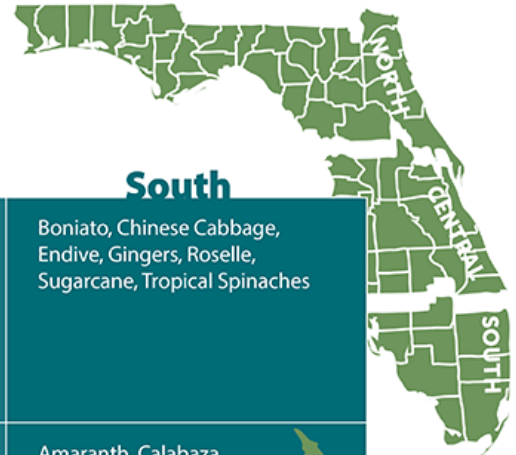 NORTH
South
CENTRAL
Boniato, Chinese Cabbage,
Endive, Gingers, Roselle,
Sugarcane, Tropical Spinaches
SOUTH
Amaranth, Calabaza